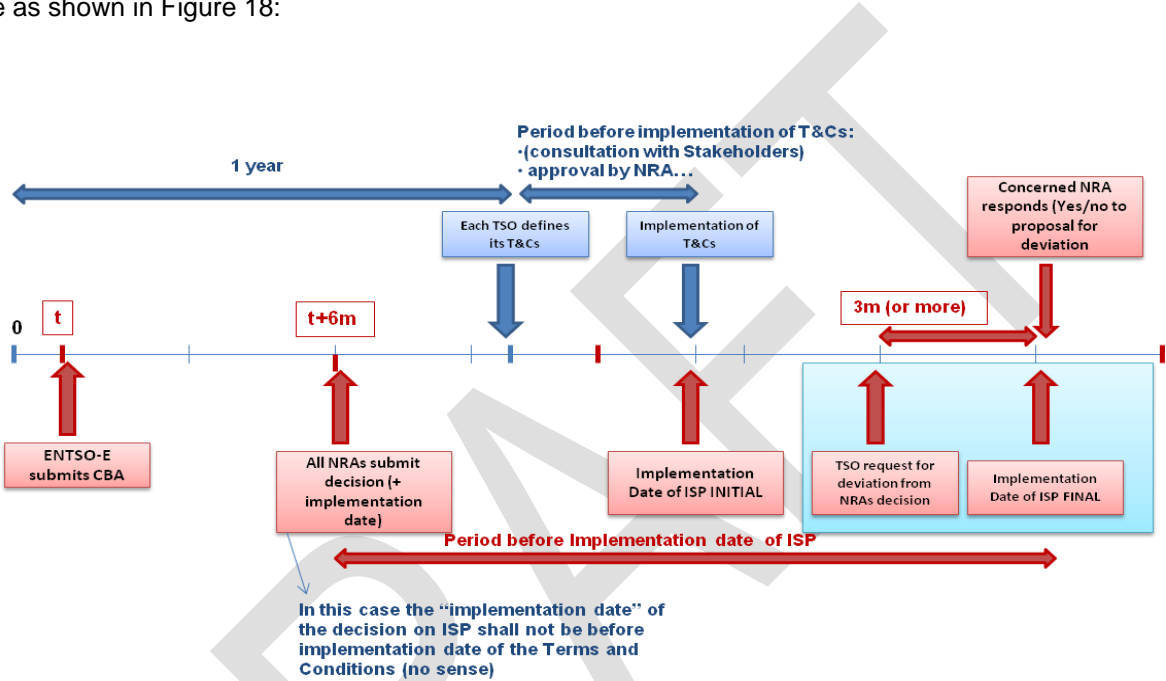 e as shown in Figure 18:
Period before implementation of T&Cs:
•(consultation with Stakeholders)
• approval by NRA…
1 year
Concerned NRA
responds (Yes/no to
proposal for
deviation
Each TSO defines
its T&Cs
Implementation of
T&Cs
0
t
t+6m
3m (or more)
ENTSO-E
submits CBA
All NRAs submit
decision (+
implementation
date)
Implementation
Date of ISP INITIAL
TSO request for
deviation from
NRAs decision
Implementation
Date of ISP FINAL
Period before Implementation date of ISP
In this case the “implementation date” of
the decision on ISP shall not be before
implementation date of the Terms and
Conditions (no sense)
DRAFT